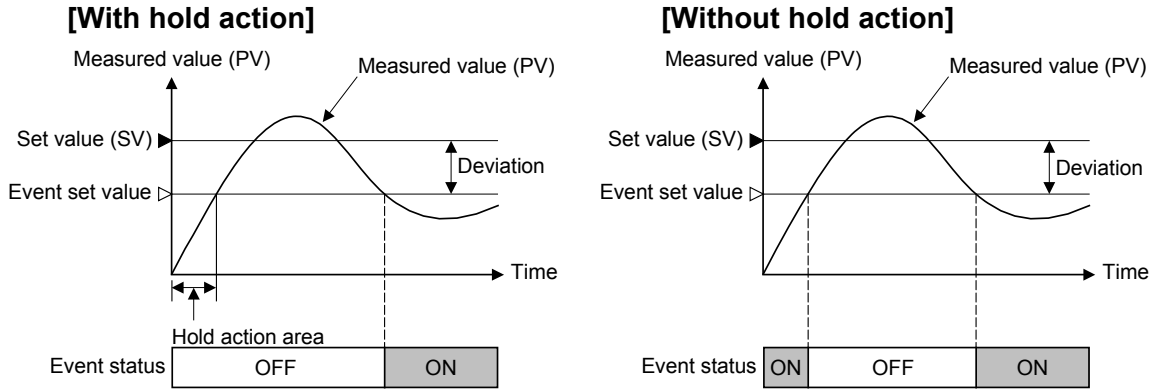 [With hold action]
Measured value (PV)
Measured value (PV)
Set value (SV)
Deviation
Event set value
Time
Hold action area
Event status
OFF
ON
[Without hold action]
Measured value (PV)
Measured value (PV)
Set value (SV)
Deviation
Event set value
Time
Event status
ON
OFF
ON